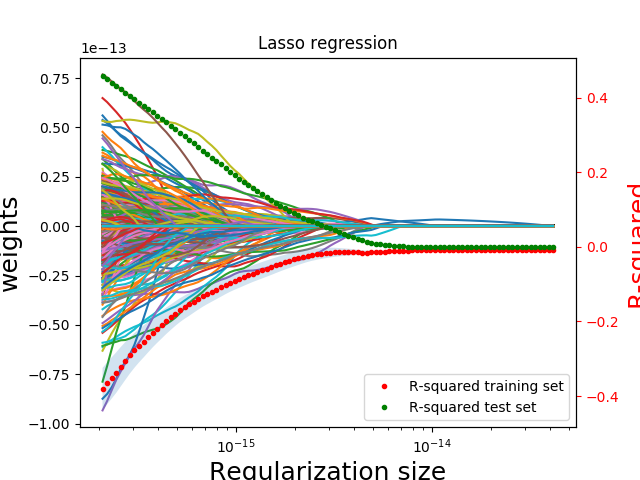 Lasso regression
1e−13
0.75
0.50
0.25
0.00
−0.25
−0.50
−0.75
−1.00
weights
0.4
0.2
0.0
−0.2
−0.4
R-squared
R-squared training set
R-squared test set
10⁻¹⁵
10⁻¹⁴
Regularization size